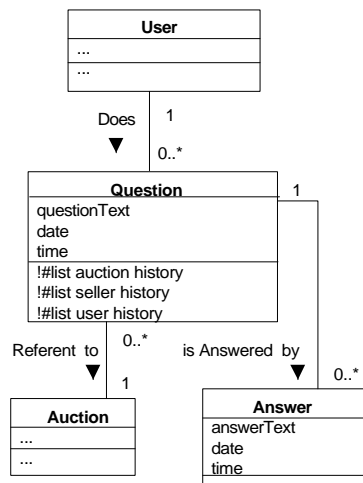 User
...
...
Does
1
0..*
Question
1
questionText
date
time
!#list auction history
!#list seller history
!#list user history
0..*
Referent to
is Answered by
1
0..*
Auction
...
...
Answer
answerText
date
time